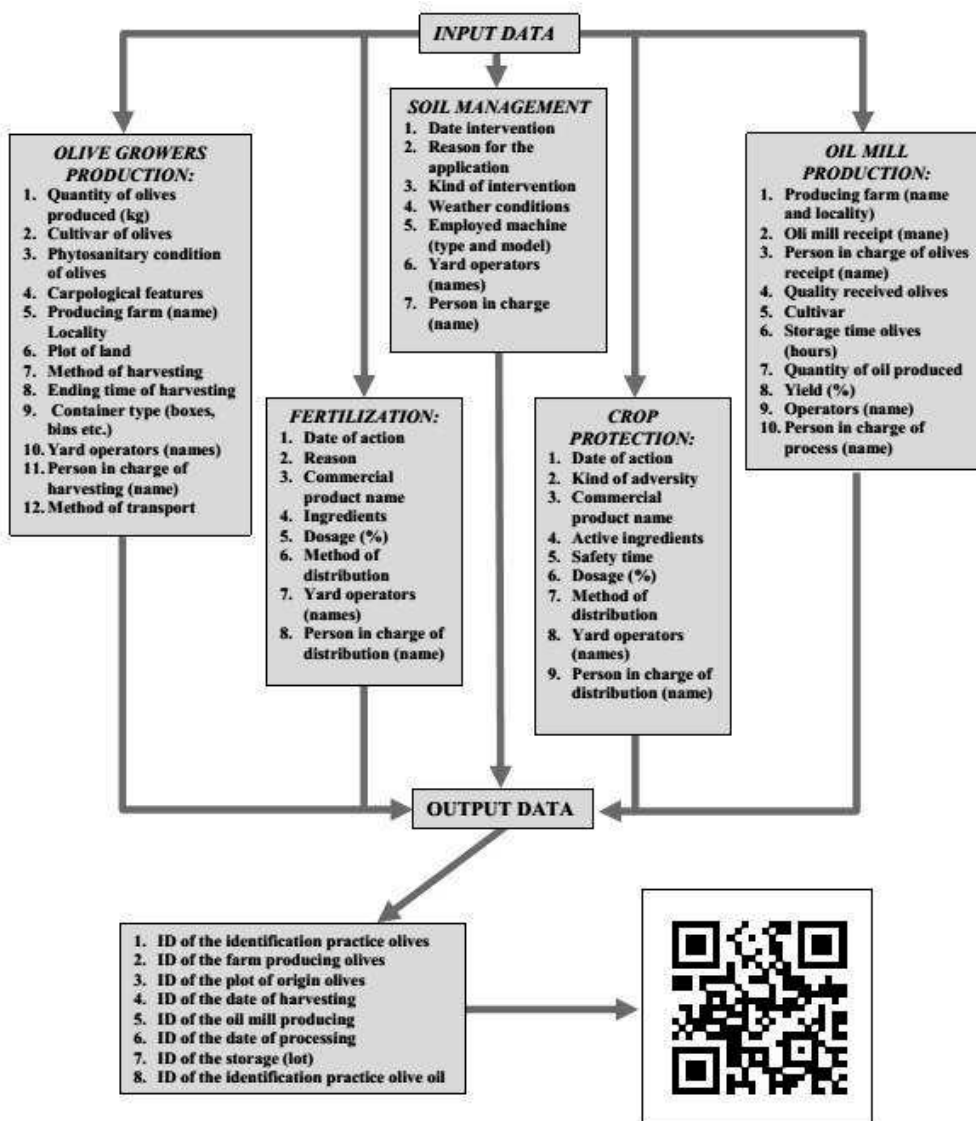 INPUT DATA
OLIVE GROWERS
PRODUCTION:
1. Quantity of olives
produced (kg)
2. Cultivar of olives
3. Phytosanitary condition
of olives
4. Carpological features
5. Producing farm (name)
Locality
6. Plot of land
7. Method of harvesting
8. Ending time of harvesting
9. Container type (boxes,
bins etc.)
10. Yard operators (names)
11. Person in charge of
harvesting (name)
12. Method of transport
FERTILIZATION:
1. Date of action
2. Reason
3. Commercial
product name
4. Ingredients
5. Dosage (%)
6. Method of
distribution
7. Yard operators
(names)
8. Person in charge of
distribution (name)
SOIL MANAGEMENT
1. Date intervention
2. Reason for the
application
3. Kind of intervention
4. Weather conditions
5. Employed machine
(type and model)
6. Yard operators
(names)
7. Person in charge
(name)
CROP
PROTECTION:
1. Date of action
2. Kind of adversity
3. Commercial
product name
4. Active ingredients
5. Safety time
6. Dosage (%)
7. Method of
distribution
8. Yard operators
(names)
9. Person in charge of
distribution (name)
OIL MILL
PRODUCTION:
1. Producing farm (name
and locality)
2. Oli mill receipt (mane)
3. Person in charge of olives
receipt (name)
4. Quality received olives
5. Cultivar
6. Storage time olives
(hours)
7. Quantity of oil produced
8. Yield (%)
9. Operators (name)
10. Person in charge of
process (name)
OUTPUT DATA
1. ID of the identification practice olives
2. ID of the farm producing olives
3. ID of the plot of origin olives
4. ID of the date of harvesting
5. ID of the oil mill producing
6. ID of the date of processing
7. ID of the storage (lot)
8. ID of the identification practice olive oil